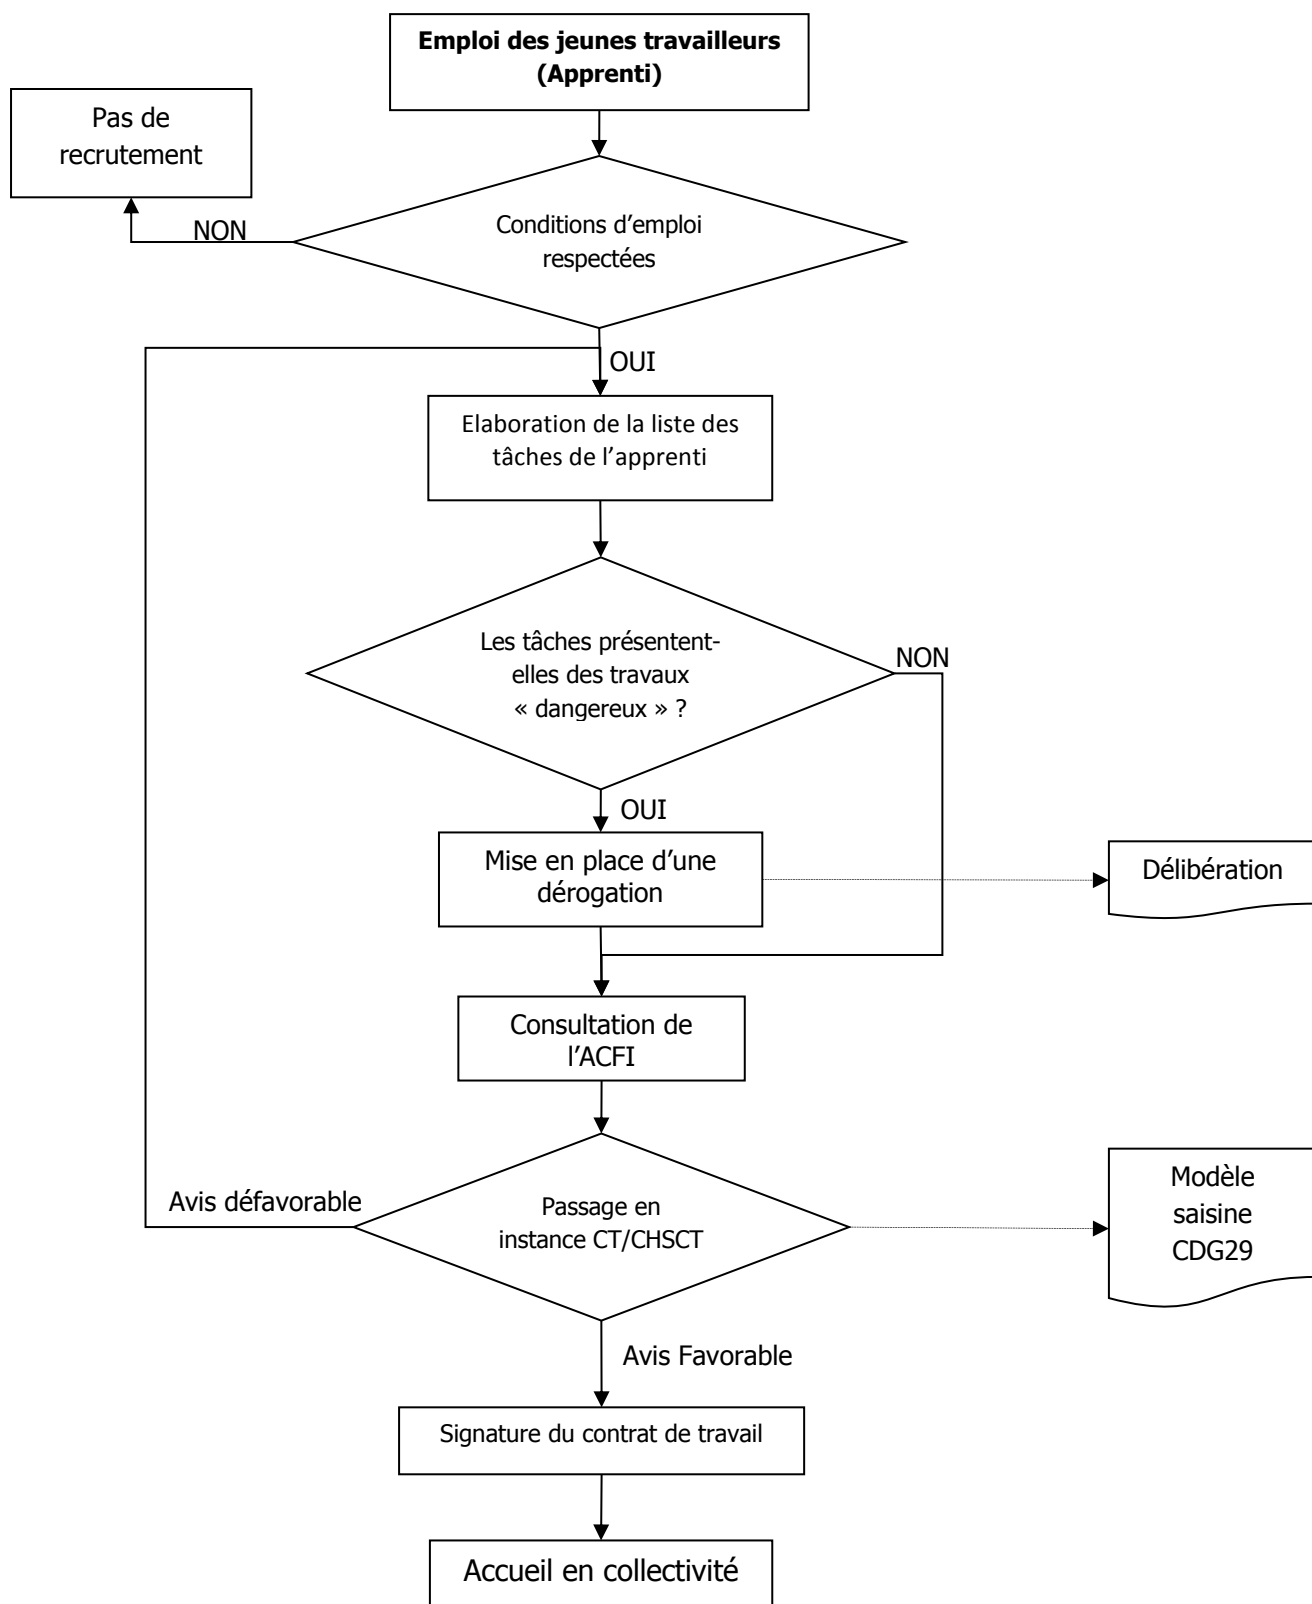 Emploi des jeunes travailleurs
(Apprenti)
Pas de
recrutement
NON
Conditions d’emploi
respectées
OUI
Elaboration de la liste des
tâches de l’apprenti
Les tâches présentent-
elles des travaux
« dangereux » ?
NON
OUI
Mise en place d’une
dérogation
Délibération
Consultation de
l’ACFI
Avis défavorable
Passage en
instance CT/CHSCT
Modèle
saisine
CDG29
Avis Favorable
Signature du contrat de travail
Accueil en collectivité